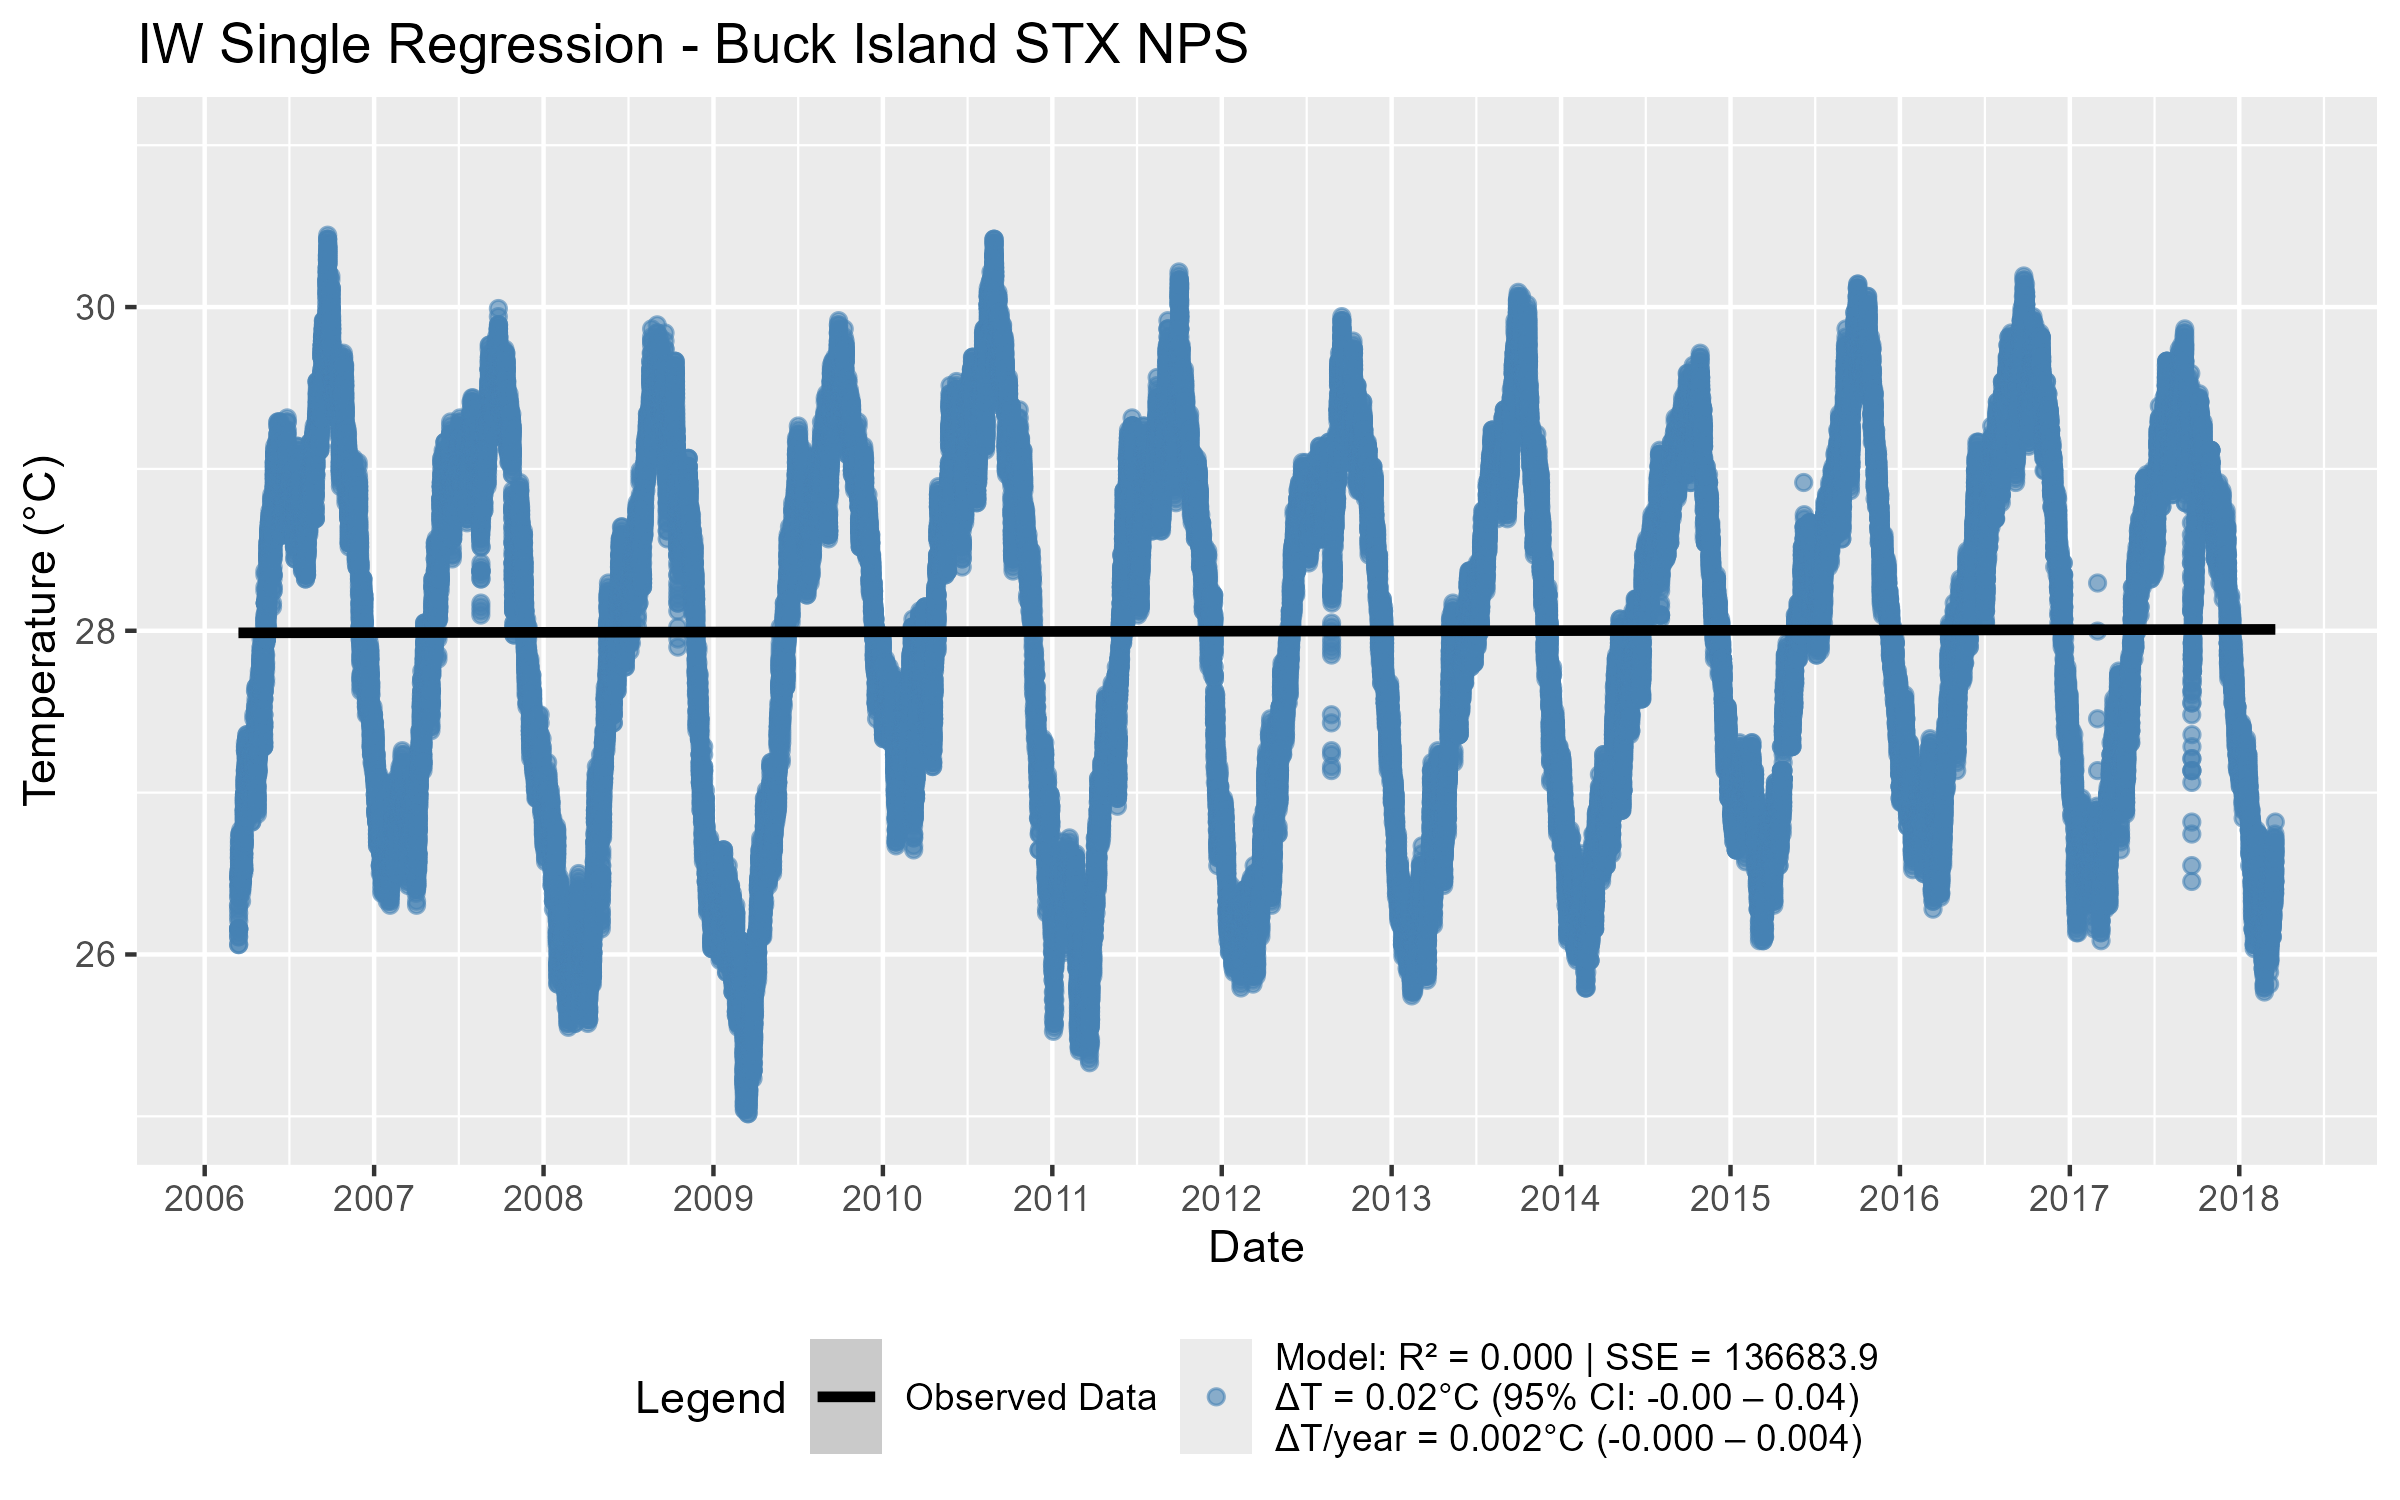 IW Single Regression - Buck Island STX NPS
Temperature (°C)
30
28
26
2006 2007 2008 2009 2010 2011 2012 2013 2014 2015 2016 2017 2018
Date
Legend
Observed Data
Model: R² = 0.000 | SSE = 136683.9
ΔT = 0.02°C (95% CI: -0.00 – 0.04)
ΔT/year = 0.002°C (-0.000 – 0.004)